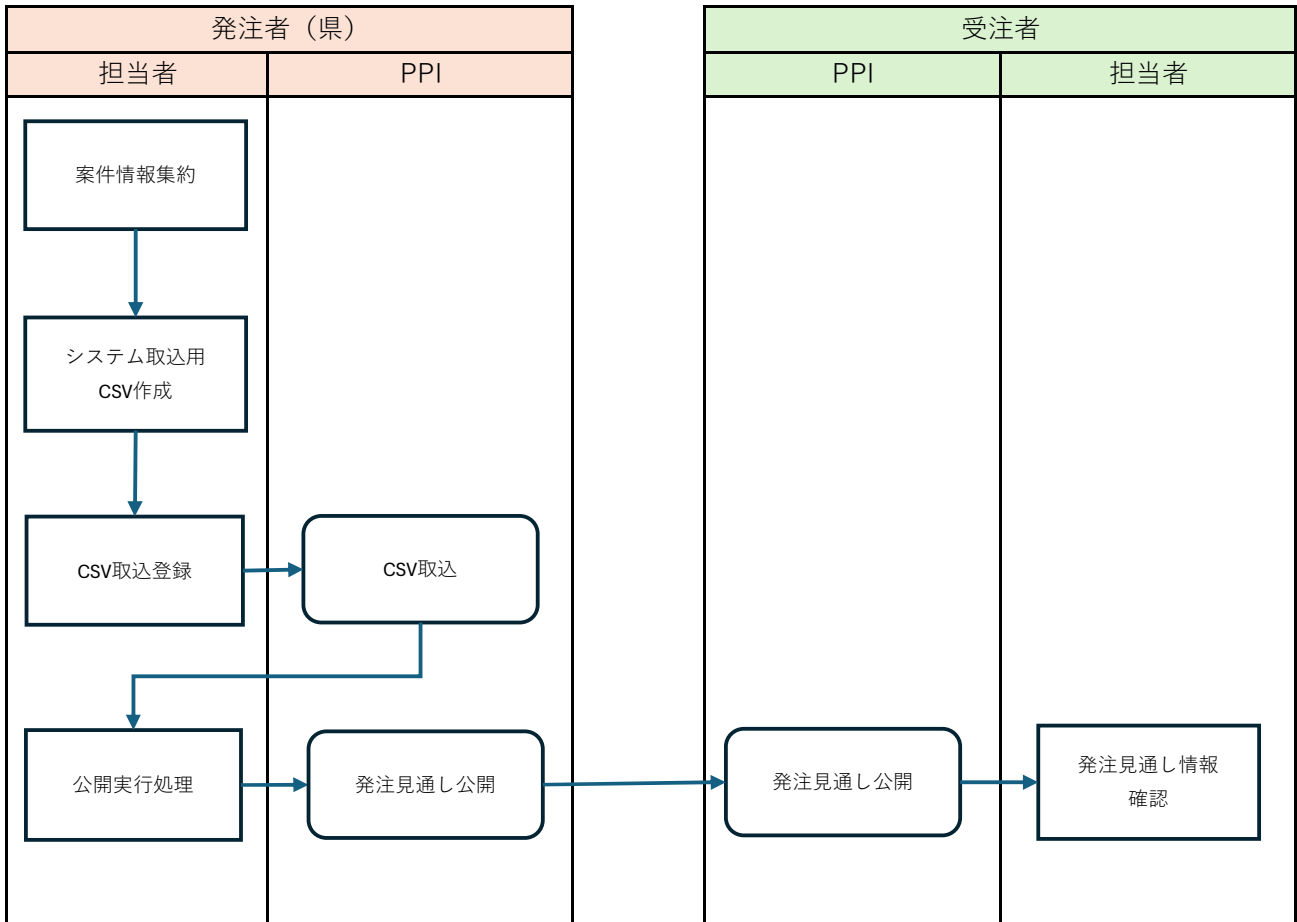 発注者（県）
受注者
担当者
PPI
PPI
担当者
案件情報集約
システム取込用
CSV作成
CSV取込登録
CSV取込
公開実行処理
発注見通し公開
発注見通し公開
発注見通し情報
確認